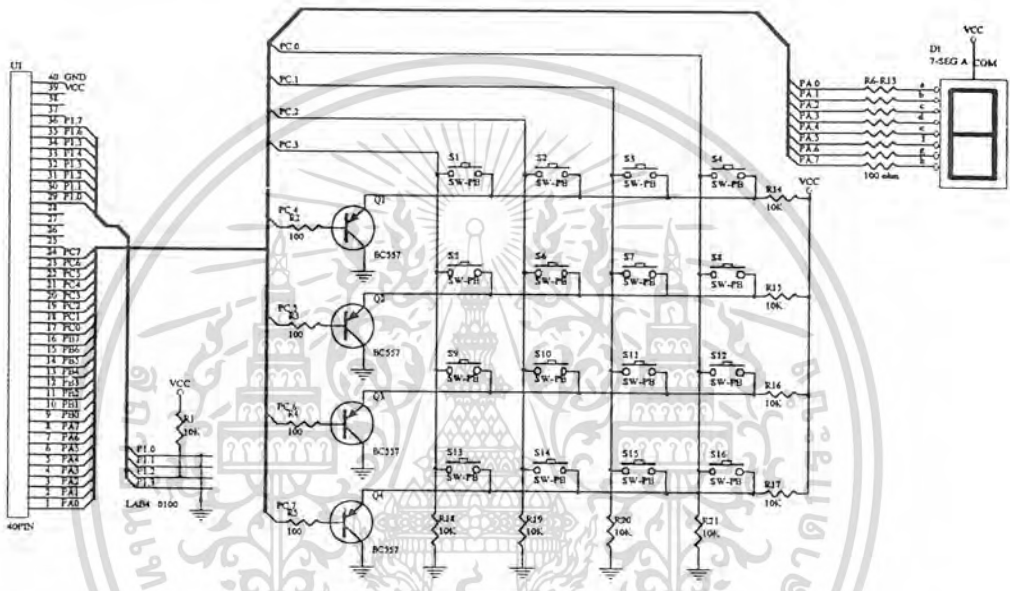 U1
40 GND
39 VCC
38
37
36 P1.7
35 P1.6
34 P1.5
33 P1.4
32 P1.3
31 P1.2
30 P1.1
29 P1.0
28
27
26
25
24 PC7
23 PC6
22 PC5
21 PC4
20 PC3
19 PC2
18 PC1
17 PC0
16 PB7
15 PB6
14 PB5
13 PB4
12 PB3
11 PB2
10 PB1
9 PB0
8 PA7
7 PA6
6 PA5
5 PA4
4 PA3
3 PA2
2 PA1
1 PA0
40PIN
VCC
R1
10K
P1.0
P1.1
P1.2
P1.3
LAB4 0100
PC.0
PC.1
PC.2
PC.3
PC.4
R2
100
Q1
BC557
PC.5
R3
100
Q2
BC557
PC.6
R4
100
Q3
BC557
PC.7
R5
100
Q4
BC557
S1
SW-PB
S2
SW-PB
S3
SW-PB
S4
SW-PB
S5
SW-PB
S6
SW-PB
S7
SW-PB
S8
SW-PB
S9
SW-PB
S10
SW-PB
S11
SW-PB
S12
SW-PB
S13
SW-PB
S14
SW-PB
S15
SW-PB
S16
SW-PB
VCC
R14
10K
R15
10K
R16
10K
R17
10K
R18
10K
R19
10K
R20
10K
R21
10K
VCC
D1
7-SEG A COM
R6-R13
PA.0 a
PA.1 b
PA.2 c
PA.3 d
PA.4 e
PA.5 f
PA.6 g
PA.7 h
100 ohm